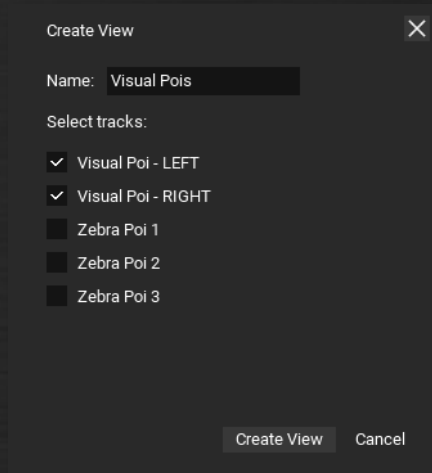 Create View
Name: Visual Pois
Select tracks:
Visual Poi - LEFT
Visual Poi - RIGHT
Zebra Poi 1
Zebra Poi 2
Zebra Poi 3
Create View Cancel